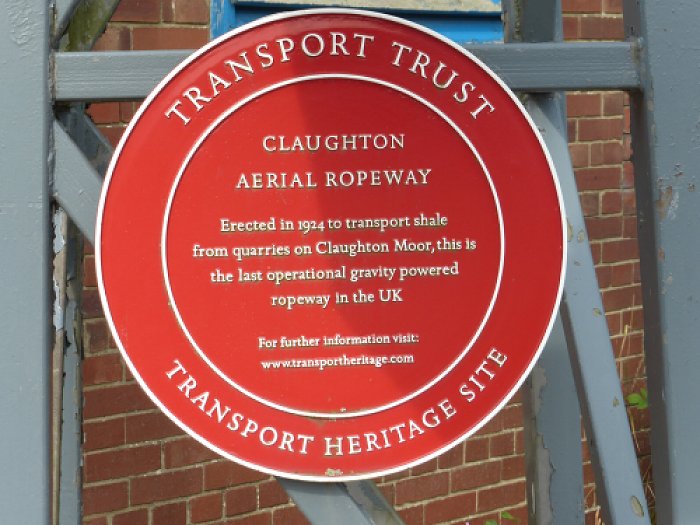 TRANSPORT TRUST
CLAUGHTON
AERIAL ROPEWAY
Erected in 1924 to transport shale
from quarries on Claughton Moor, this is
the last operational gravity powered
ropeway in the UK
For further information visit:
www.transportheritage.com
TRANSPORT HERITAGE SITE